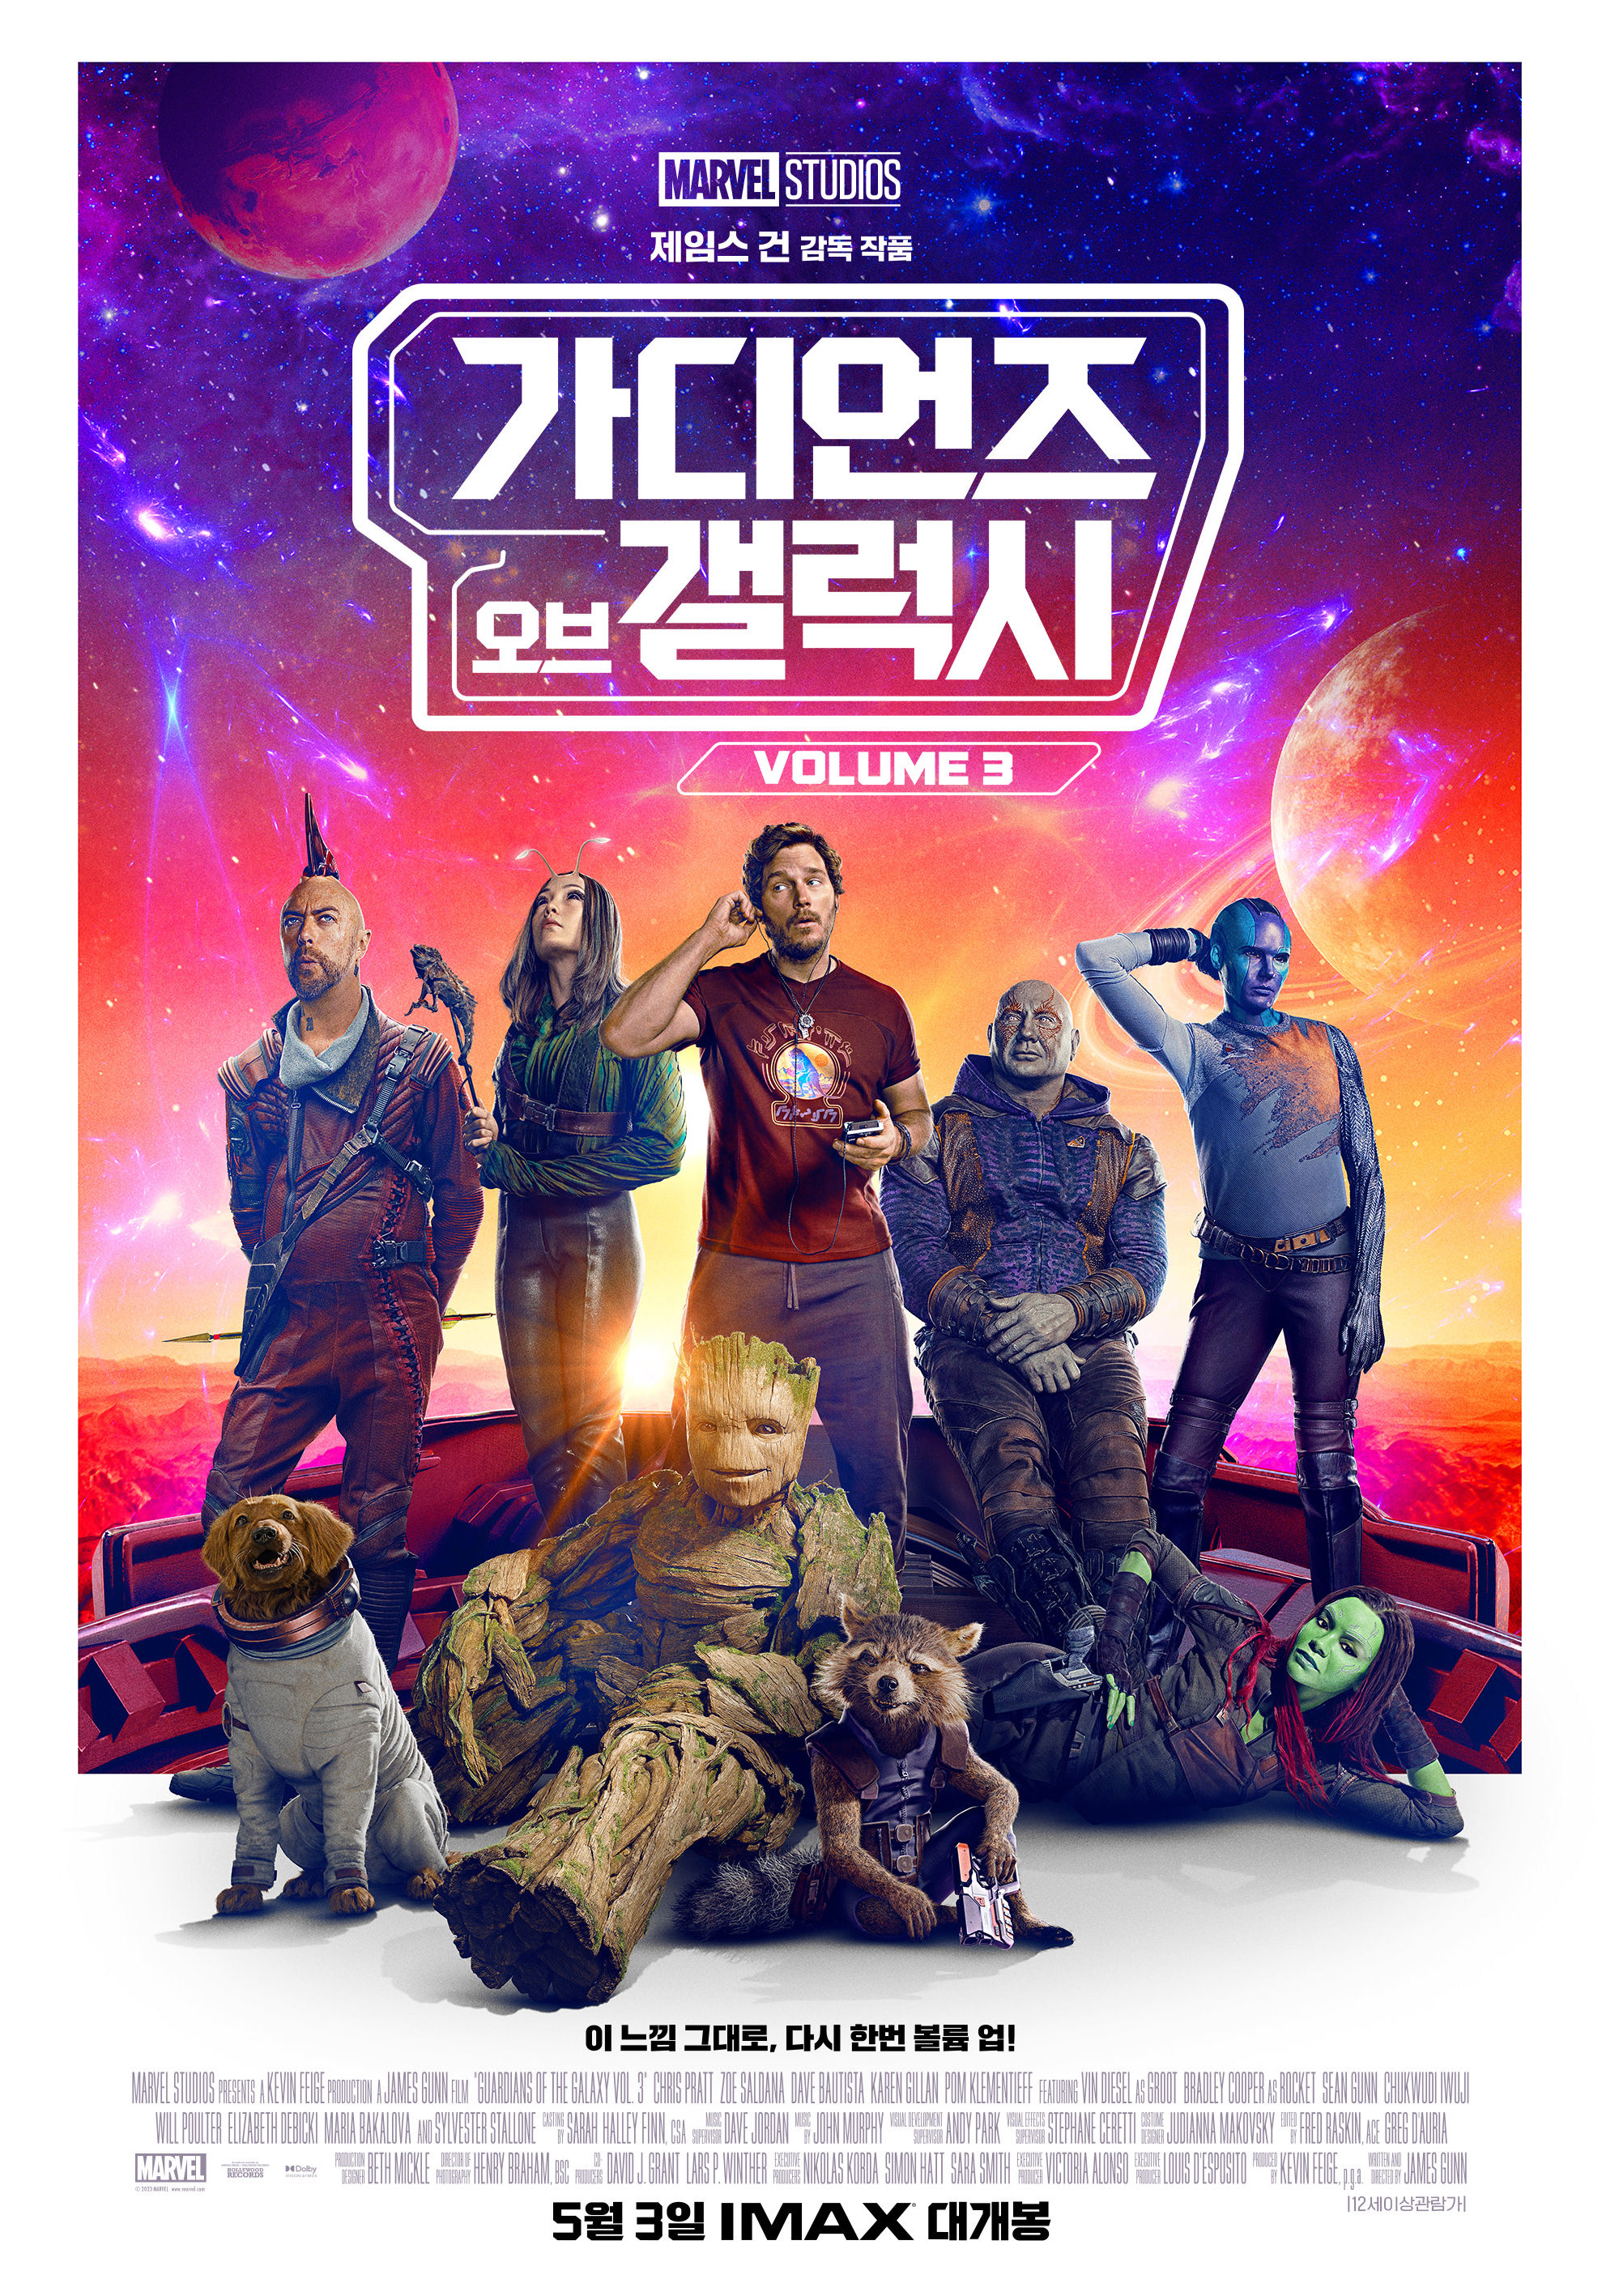 MARVEL STUDIOS
제임스 건 감독 작품
가디언즈
오브 갤럭시
VOLUME 3
이 느낌 그대로, 다시 한번 볼륨 업!
MARVEL STUDIOS PRESENTS A KEVIN FEIGE PRODUCTION A JAMES GUNN FILM "GUARDIANS OF THE GALAXY VOL. 3" CHRIS PRATT ZOE SALDANA DAVE BAUTISTA KAREN GILLAN POM KLEMENTIEFF FEATURING VIN DIESEL AS GROOT BRADLEY COOPER AS ROCKET SEAN GUNN CHUKWUDI IWUJI
WILL POULTER ELIZABETH DEBICKI MARIA BAKALOVA AND SYLVESTER STALLONE CASTING BY SARAH HALLEY FINN, CSA MUSIC SUPERVISOR DAVE JORDAN MUSIC BY JOHN MURPHY VISUAL DEVELOPMENT SUPERVISOR ANDY PARK VISUAL EFFECTS SUPERVISOR STEPHANE CERETTI COSTUME DESIGNER JUDIANNA MAKOVSKY EDITED BY FRED RASKIN, ACE GREG D'AURIA
MARVEL HOLLYWOOD RECORDS Dolby PRODUCTION DESIGNER BETH MICKLE DIRECTOR OF PHOTOGRAPHY HENRY BRAHAM, BSC CO-PRODUCERS DAVID J. GRANT LARS P. WINTHER EXECUTIVE PRODUCERS NIKOLAS KORDA SIMON HATT SARA SMITH EXECUTIVE PRODUCER VICTORIA ALONSO EXECUTIVE PRODUCER LOUIS D'ESPOSITO PRODUCED BY KEVIN FEIGE, p.g.a. WRITTEN AND DIRECTED BY JAMES GUNN
© 2023 MARVEL www.marvel.com
|12세이상관람가|
5월 3일 IMAX® 대개봉